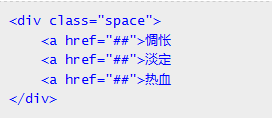 <div class="space">
    <a href="##">惆怅
    <a href="##">淡定
    <a href="##">热血
</div>